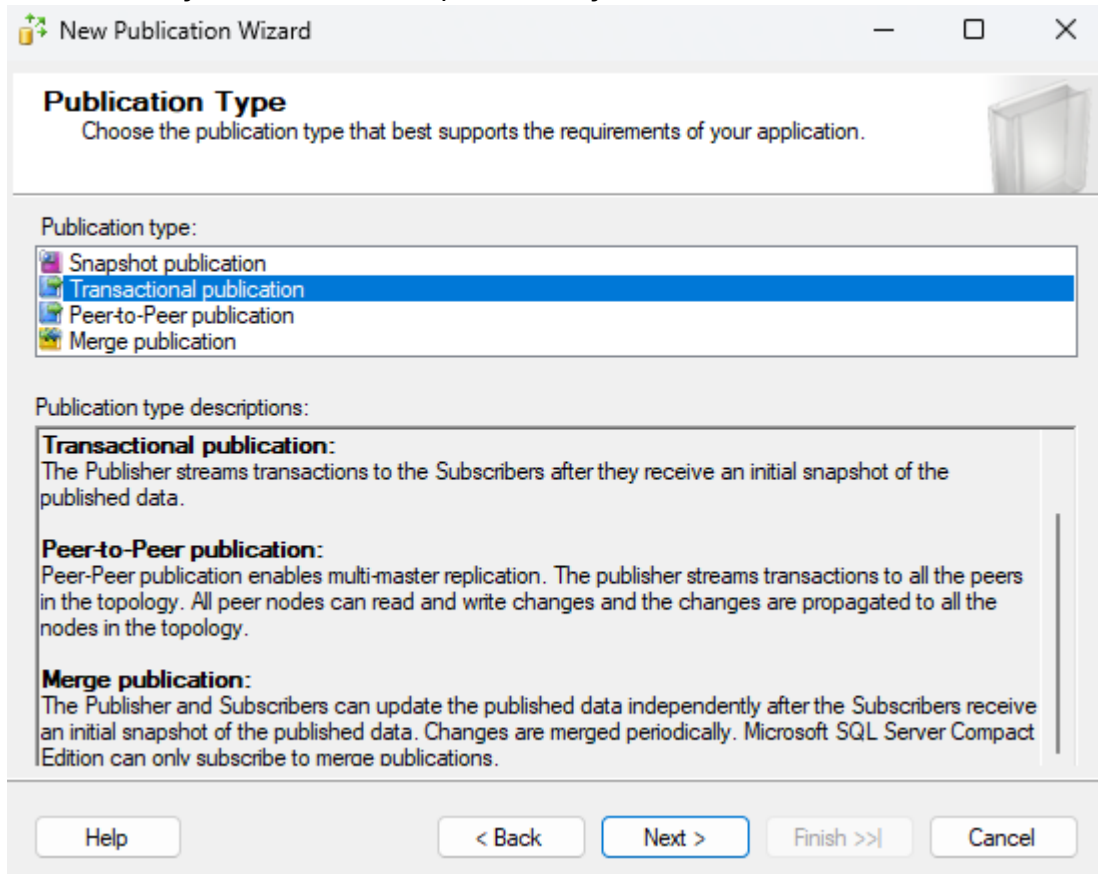 New Publication Wizard
Publication Type
Choose the publication type that best supports the requirements of your application.
Publication type:
Snapshot publication
Transactional publication
Peer-to-Peer publication
Merge publication
Publication type descriptions:
Transactional publication:
The Publisher streams transactions to the Subscribers after they receive an initial snapshot of the
published data.
Peer-to-Peer publication:
Peer-Peer publication enables multi-master replication. The publisher streams transactions to all the peers
in the topology. All peer nodes can read and write changes and the changes are propagated to all the
nodes in the topology.
Merge publication:
The Publisher and Subscribers can update the published data independently after the Subscribers receive
an initial snapshot of the published data. Changes are merged periodically. Microsoft SQL Server Compact
Edition can only subscribe to merge publications.
Help
< Back
Next >
Finish >>|
Cancel